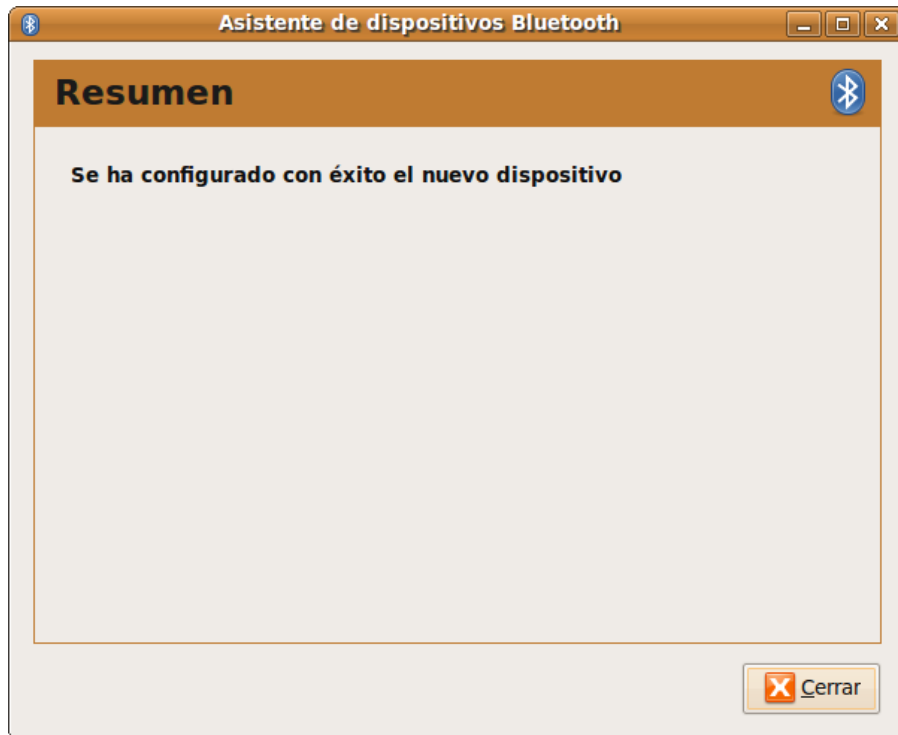 Asistente de dispositivos Bluetooth
Resumen
Se ha configurado con éxito el nuevo dispositivo
Cerrar